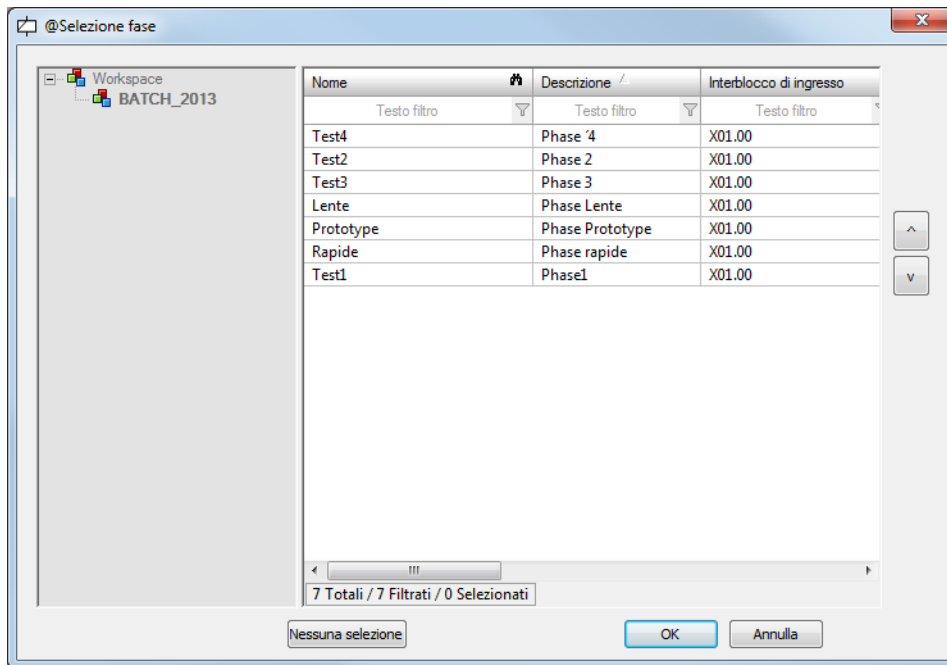 @Selezione fase
Workspace
BATCH_2013
Nome Descrizione Interblocco di ingresso
Testo filtro Testo filtro Testo filtro
Test4 Phase '4 X01.00
Test2 Phase 2 X01.00
Test3 Phase 3 X01.00
Lente Phase Lente X01.00
Prototype Phase Prototype X01.00
Rapide Phase rapide X01.00
Test1 Phase1 X01.00
7 Totali / 7 Filtrati / 0 Selezionati
Nessuna selezione OK Annulla